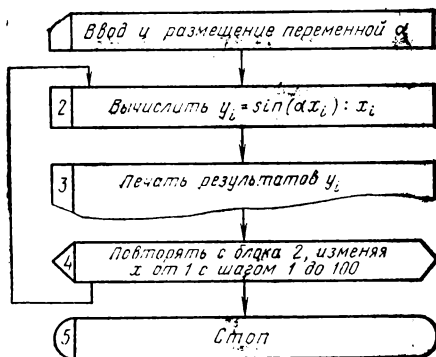 Ввод и размещение переменной α
2 Вычислить yᵢ = sin(αxᵢ) : xᵢ
3 Печать результатов yᵢ
4 Повторять с блока 2, изменяя
x от 1 с шагом 1 до 100
5 Стоп